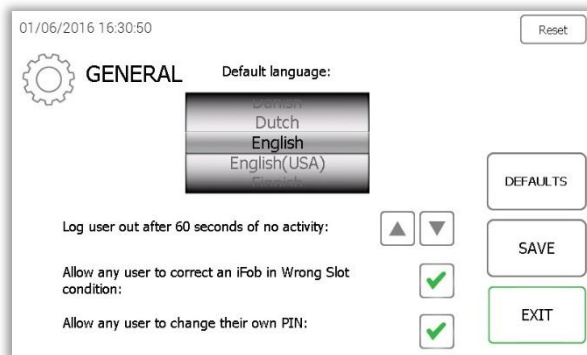 01/06/2016 16:30:50
Reset
GENERAL
Default language:
Danish
Dutch
English
English(USA)
Finnish
DEFAULTS
Log user out after 60 seconds of no activity:
SAVE
Allow any user to correct an iFob in Wrong Slot
condition:
EXIT
Allow any user to change their own PIN: